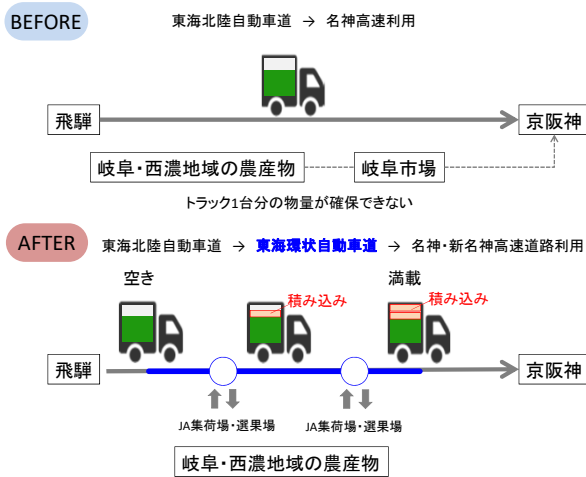 BEFORE
東海北陸自動車道 → 名神高速利用
飛騨
京阪神
岐阜・西濃地域の農産物
岐阜市場
トラック1台分の物量が確保できない
AFTER
東海北陸自動車道 → 東海環状自動車道 → 名神・新名神高速道路利用
空き
満載
積み込み
積み込み
飛騨
京阪神
JA集荷場・選果場
JA集荷場・選果場
岐阜・西濃地域の農産物